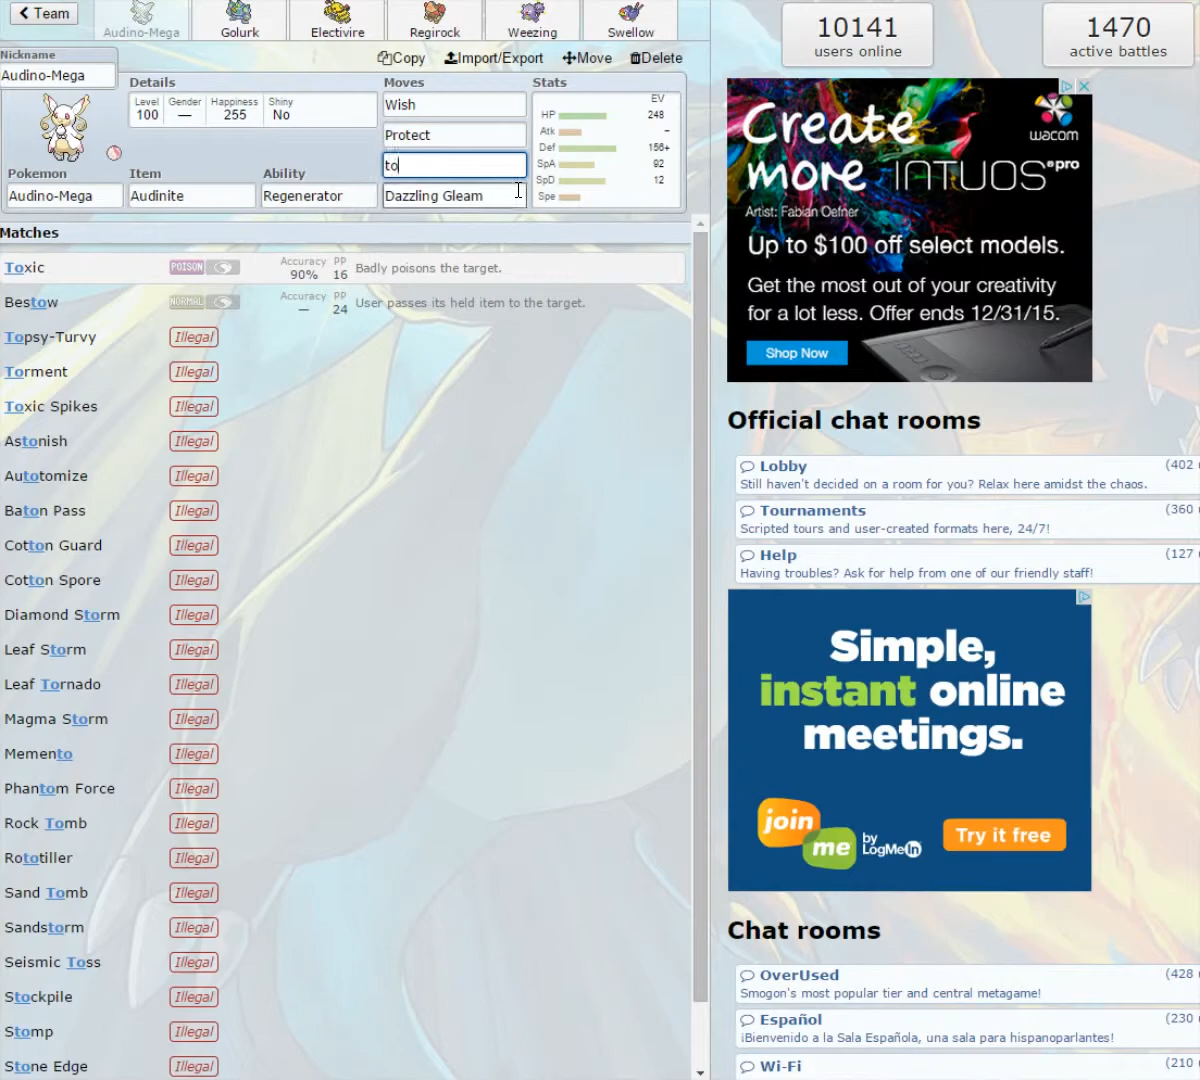 Team
Audino-Mega
Golurk
Electivire
Regirock
Weezing
Swellow
Nickname
Audino-Mega
Copy
Import/Export
Move
Delete
Details
Level
100
Gender
—
Happiness
255
Shiny
No
Moves
Wish
Protect
to
Dazzling Gleam
Stats
EV
HP 248
Atk –
Def 156+
SpA 92
SpD 12
Spe
Pokemon
Audino-Mega
Item
Audinite
Ability
Regenerator
Matches
Toxic POISON Accuracy 90% PP 16 Badly poisons the target.
Bestow NORMAL Accuracy — PP 24 User passes its held item to the target.
Topsy-Turvy Illegal
Torment Illegal
Toxic Spikes Illegal
Astonish Illegal
Autotomize Illegal
Baton Pass Illegal
Cotton Guard Illegal
Cotton Spore Illegal
Diamond Storm Illegal
Leaf Storm Illegal
Leaf Tornado Illegal
Magma Storm Illegal
Memento Illegal
Phantom Force Illegal
Rock Tomb Illegal
Rototiller Illegal
Sand Tomb Illegal
Sandstorm Illegal
Seismic Toss Illegal
Stockpile Illegal
Stomp Illegal
Stone Edge Illegal
10141
users online
1470
active battles
Create
more INTUOS®pro
wacom
Artist: Fabian Oefner
Up to $100 off select models.
Get the most out of your creativity
for a lot less. Offer ends 12/31/15.
Shop Now
Official chat rooms
Lobby (402
Still haven't decided on a room for you? Relax here amidst the chaos.
Tournaments (360
Scripted tours and user-created formats here, 24/7!
Help (127
Having troubles? Ask for help from one of our friendly staff!
Simple,
instant online
meetings.
join
me
by
LogMeIn
Try it free
Chat rooms
OverUsed (428
Smogon's most popular tier and central metagame!
Español (230
¡Bienvenido a la Sala Española, una sala para hispanoparlantes!
Wi-Fi (210